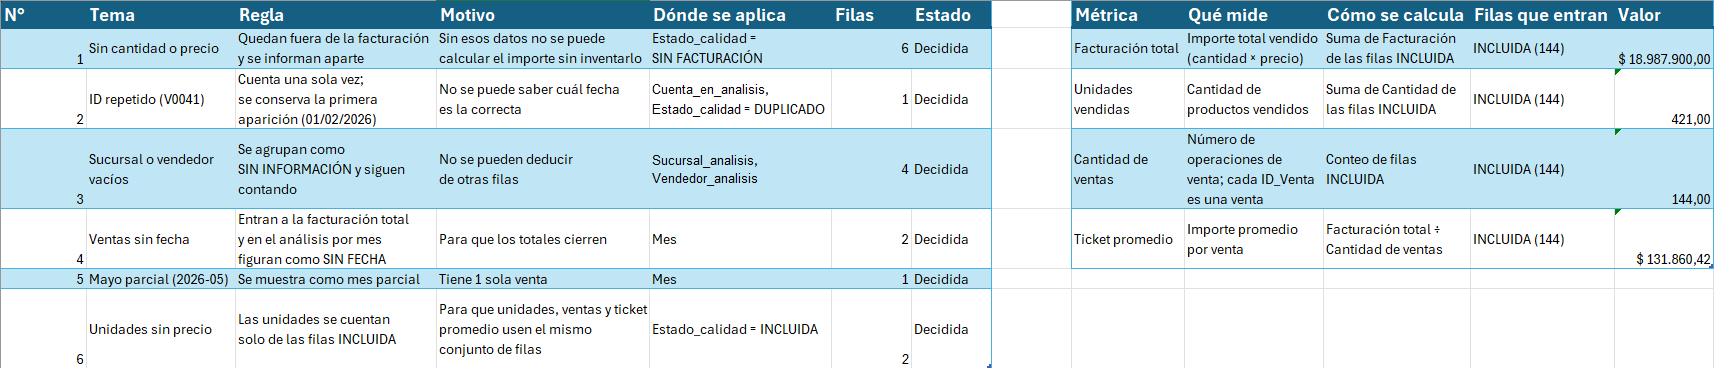 N° Tema Regla Motivo Dónde se aplica Filas Estado
1 Sin cantidad o precio Quedan fuera de la facturación y se informan aparte Sin esos datos no se puede calcular el importe sin inventarlo Estado_calidad = SIN FACTURACIÓN 6 Decidida
2 ID repetido (V0041) Cuenta una sola vez; se conserva la primera aparición (01/02/2026) No se puede saber cuál fecha es la correcta Cuenta_en_analisis, Estado_calidad = DUPLICADO 1 Decidida
3 Sucursal o vendedor vacíos Se agrupan como SIN INFORMACIÓN y siguen contando No se pueden deducir de otras filas Sucursal_analisis, Vendedor_analisis 4 Decidida
4 Ventas sin fecha Entran a la facturación total y en el análisis por mes figuran como SIN FECHA Para que los totales cierren Mes 2 Decidida
5 Mayo parcial (2026-05) Se muestra como mes parcial Tiene 1 sola venta Mes 1 Decidida
6 Unidades sin precio Las unidades se cuentan solo de las filas INCLUIDA Para que unidades, ventas y ticket promedio usen el mismo conjunto de filas Estado_calidad = INCLUIDA 2 Decidida
Métrica Qué mide Cómo se calcula Filas que entran Valor
Facturación total Importe total vendido (cantidad × precio) Suma de Facturación de las filas INCLUIDA INCLUIDA (144) $ 18.987.900,00
Unidades vendidas Cantidad de productos vendidos Suma de Cantidad de las filas INCLUIDA INCLUIDA (144) 421,00
Cantidad de ventas Número de operaciones de venta; cada ID_Venta es una venta Conteo de filas INCLUIDA INCLUIDA (144) 144,00
Ticket promedio Importe promedio por venta Facturación total ÷ Cantidad de ventas INCLUIDA (144) $ 131.860,42